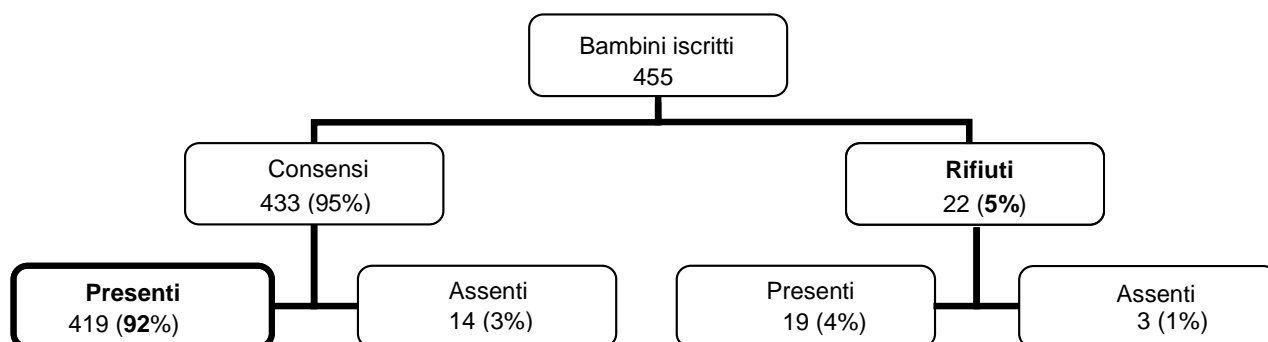 Bambini iscritti
455
Consensi
433 (95%)
Rifiuti
22 (5%)
Presenti
419 (92%)
Assenti
14 (3%)
Presenti
19 (4%)
Assenti
3 (1%)